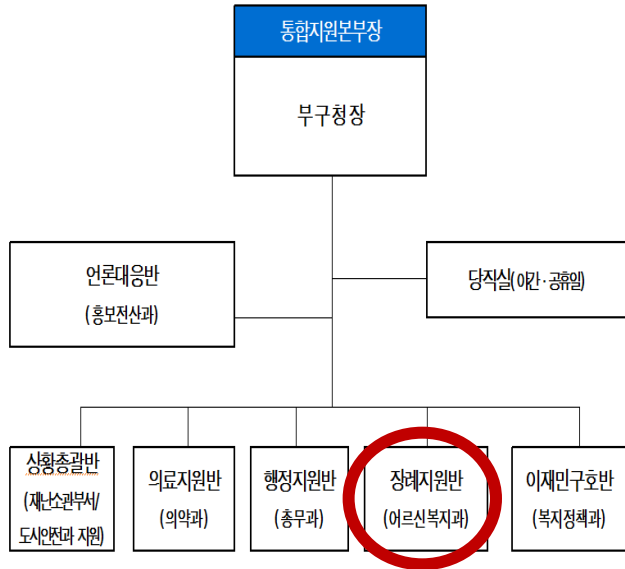 통합지원본부장
부구청장
언론대응반
(홍보전산과)
당직실(야간·공휴일)
상황총괄반
(재난소관부서/
도시안전과 지원)
의료지원반
(의약과)
행정지원반
(총무과)
장례지원반
(어르신복지과)
이재민구호반
(복지정책과)